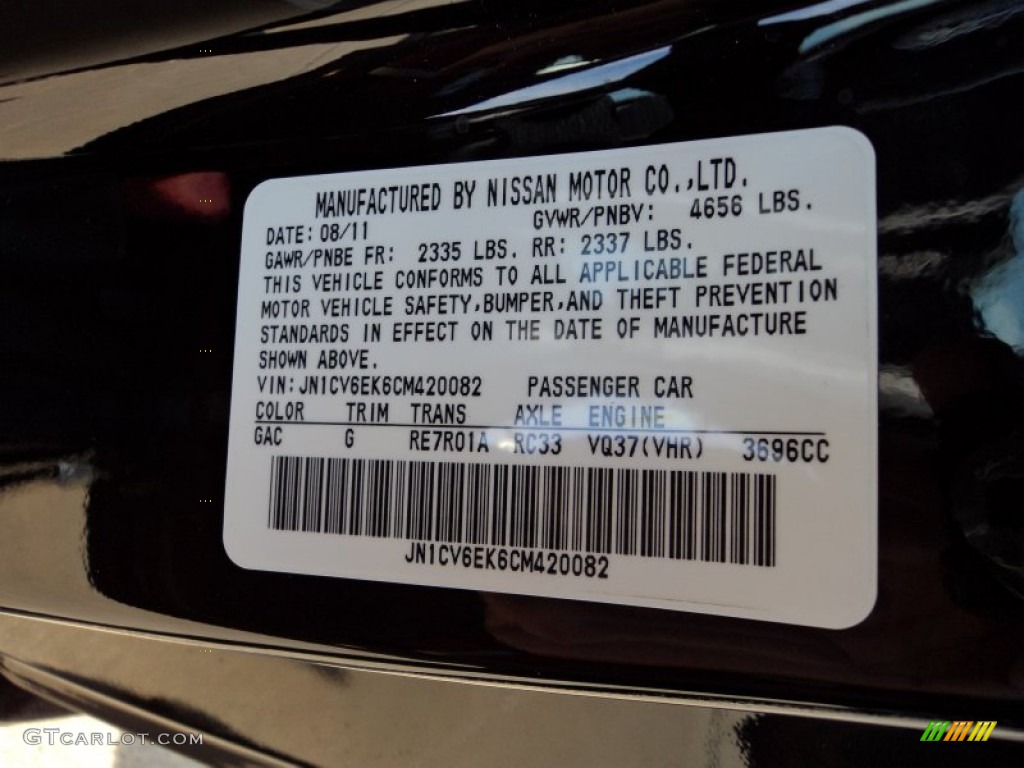 MANUFACTURED BY NISSAN MOTOR CO.,LTD.
DATE: 08/11 GVWR/PNBV: 4656 LBS.
GAWR/PNBE FR: 2335 LBS. RR: 2337 LBS.
THIS VEHICLE CONFORMS TO ALL APPLICABLE FEDERAL
MOTOR VEHICLE SAFETY,BUMPER,AND THEFT PREVENTION
STANDARDS IN EFFECT ON THE DATE OF MANUFACTURE
SHOWN ABOVE.
VIN: JN1CV6EK6CM420082 PASSENGER CAR
COLOR TRIM TRANS AXLE ENGINE
GAC G RE7R01A RC33 VQ37(VHR) 3696CC
JN1CV6EK6CM420082
GTCARLOT.COM